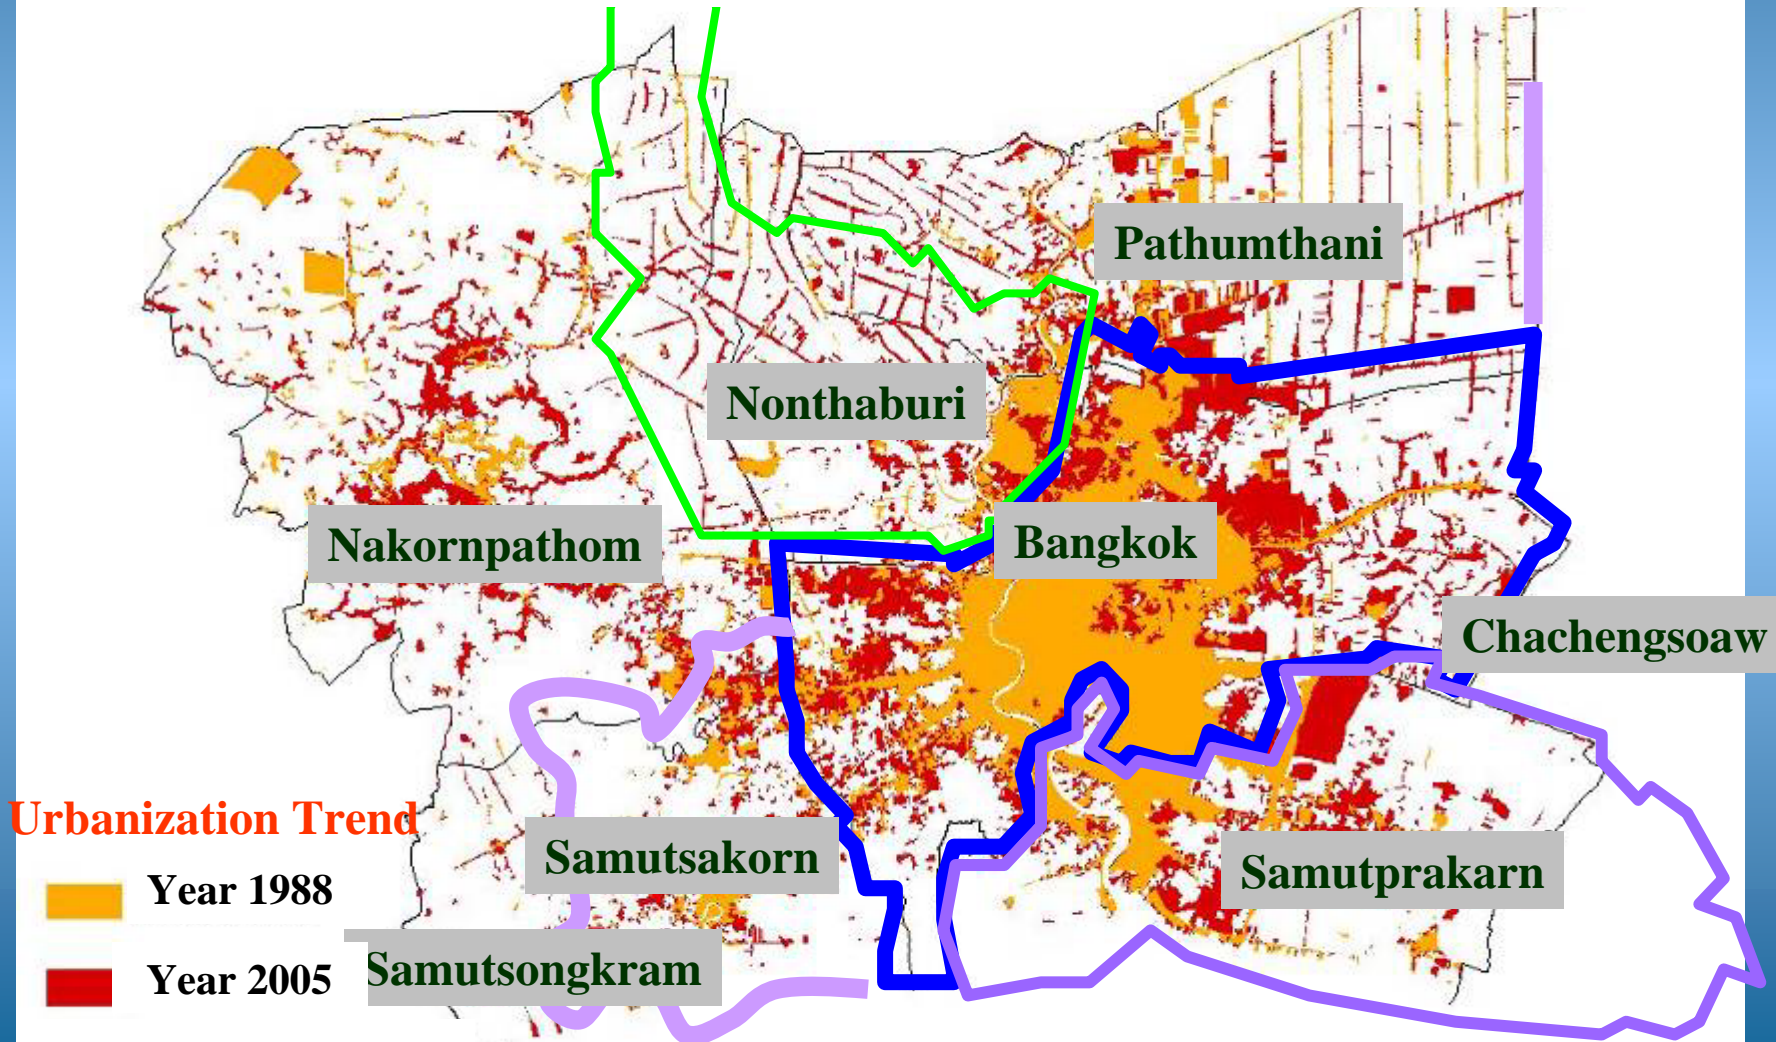 Pathumthani
Nonthaburi
Nakornpathom
Bangkok
Chachengsoaw
Urbanization Trend
Samutsakorn
Samutprakarn
Year 1988
Samutsongkram
Year 2005